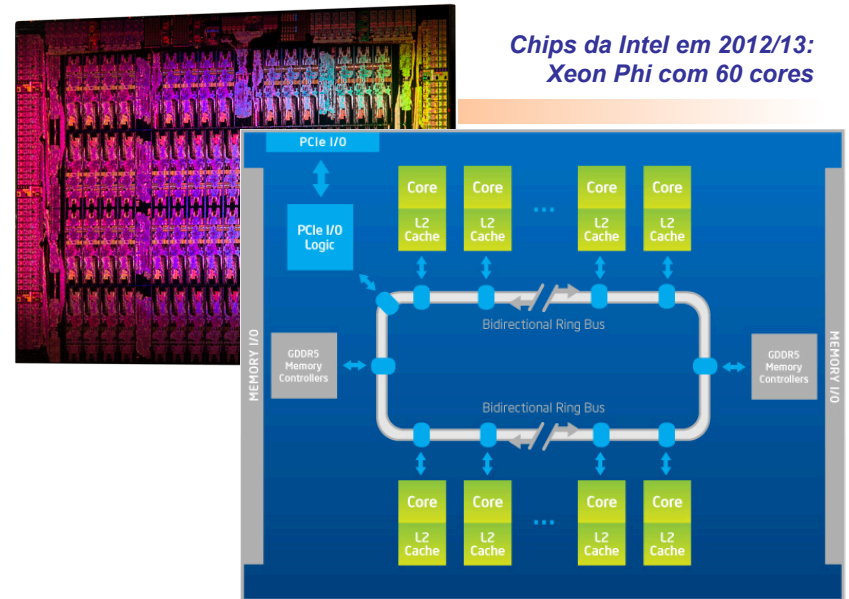 Chips da Intel em 2012/13:
Xeon Phi com 60 cores
PCIe I/O
PCIe I/O
Logic
Core
L2
Cache
Core
L2
Cache
...
Core
L2
Cache
Core
L2
Cache
Bidirectional Ring Bus
MEMORY I/O
GDDR5
Memory
Controllers
GDDR5
Memory
Controllers
MEMORY I/O
Bidirectional Ring Bus
Core
L2
Cache
Core
L2
Cache
...
Core
L2
Cache
Core
L2
Cache